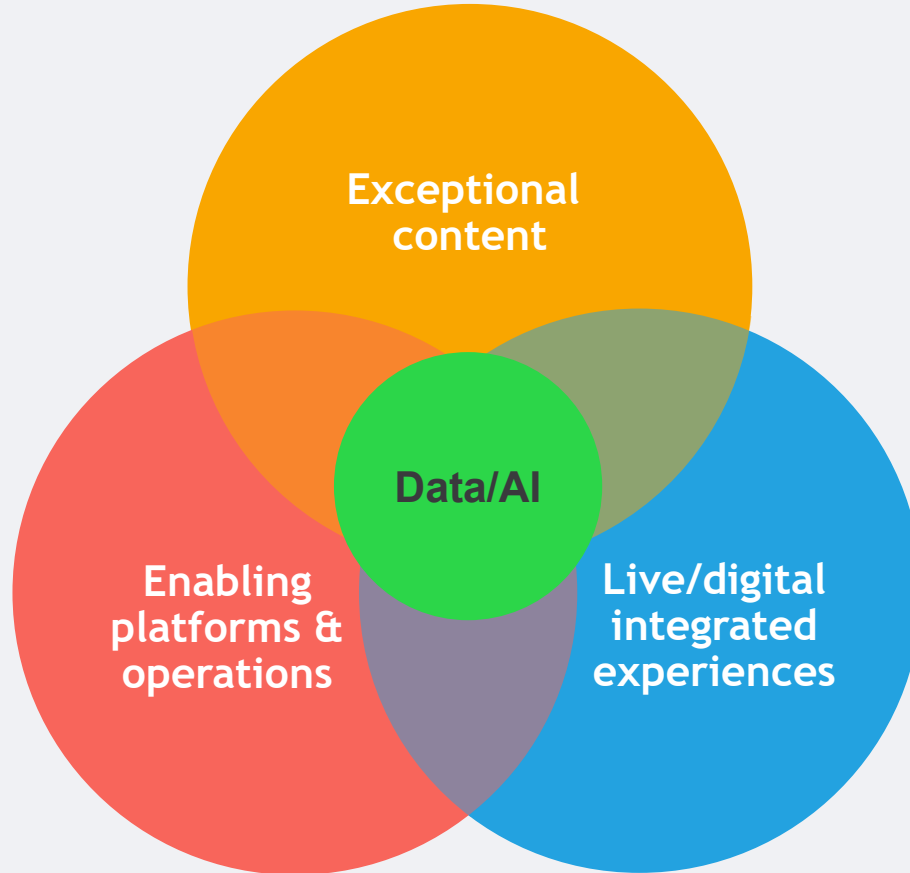 Exceptional
content
Data/AI
Enabling
platforms &
operations
Live/digital
integrated
experiences